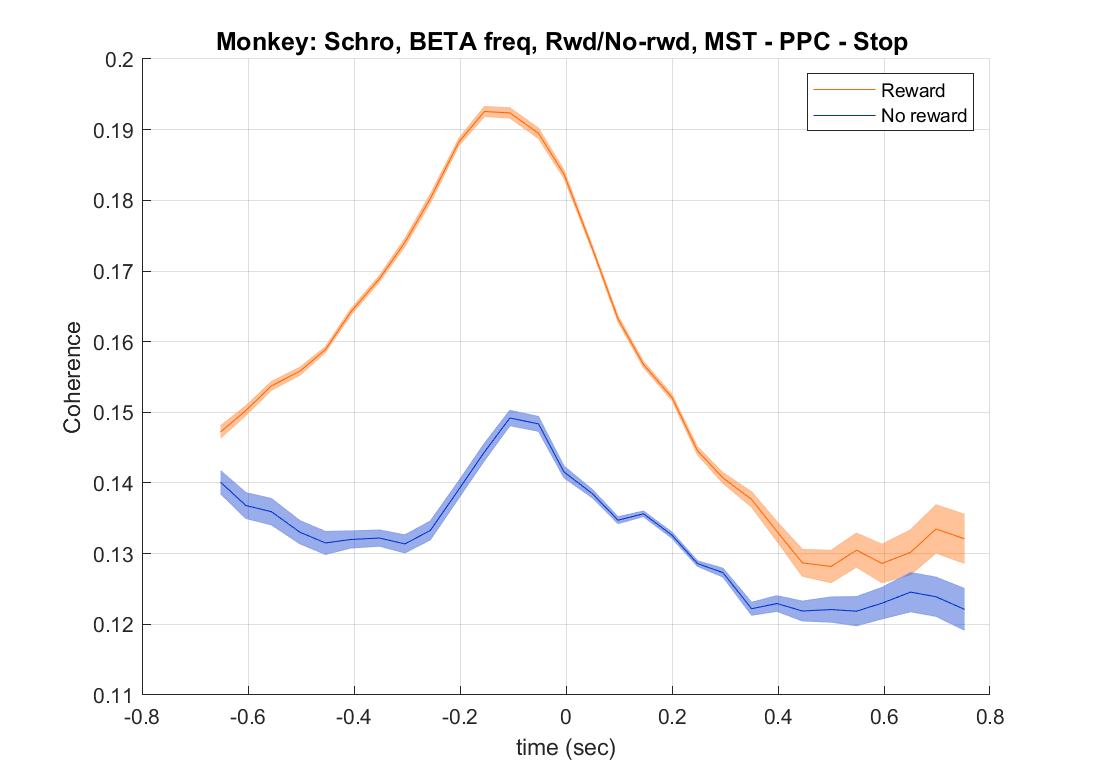 Monkey: Schro, BETA freq, Rwd/No-rwd, MST - PPC - Stop
0.2
0.19
0.18
0.17
0.16
0.15
0.14
0.13
0.12
0.11
Coherence
Reward
No reward
-0.8 -0.6 -0.4 -0.2 0 0.2 0.4 0.6 0.8
time (sec)